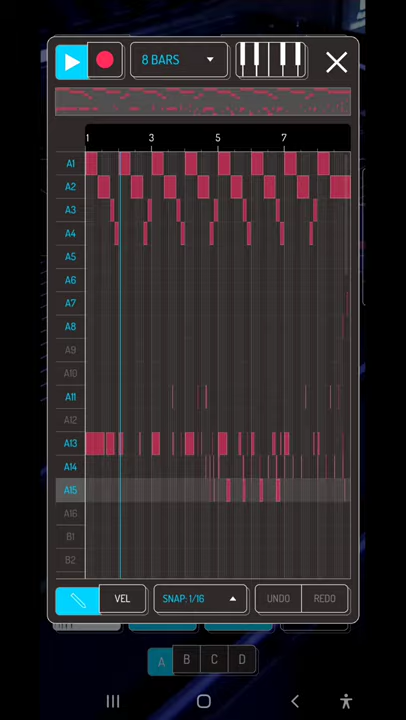 8 BARS
1 3 5 7
A1
A2
A3
A4
A5
A6
A7
A8
A9
A10
A11
A12
A13
A14
A15
A16
B1
B2
VEL SNAP: 1/16 UNDO REDO
A B C D